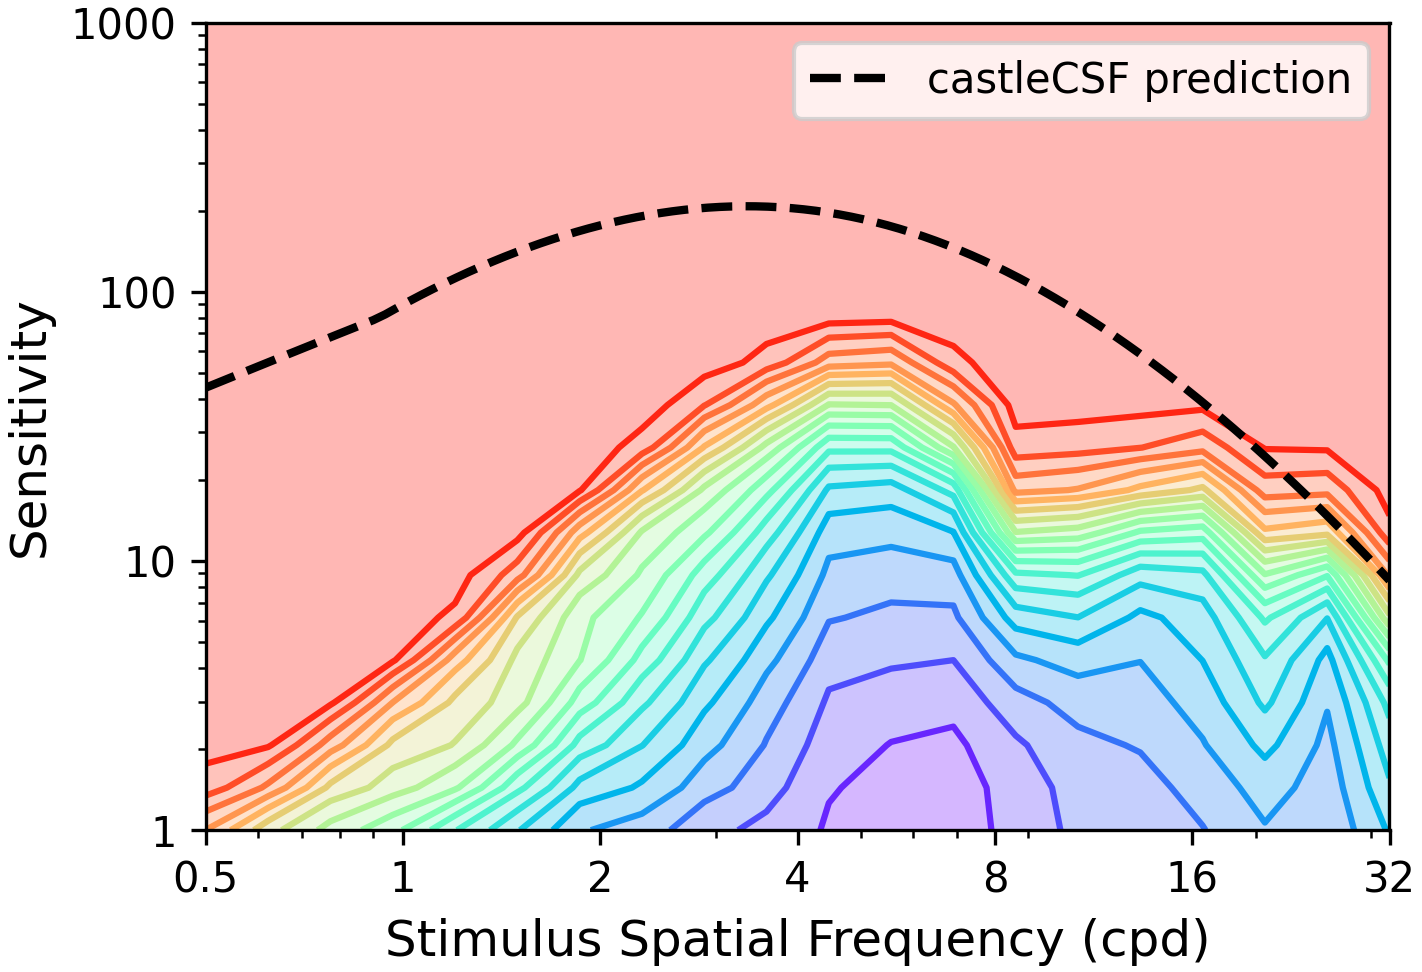 1000
castleCSF prediction
100
Sensitivity
10
1
0.5 1 2 4 8 16 32
Stimulus Spatial Frequency (cpd)